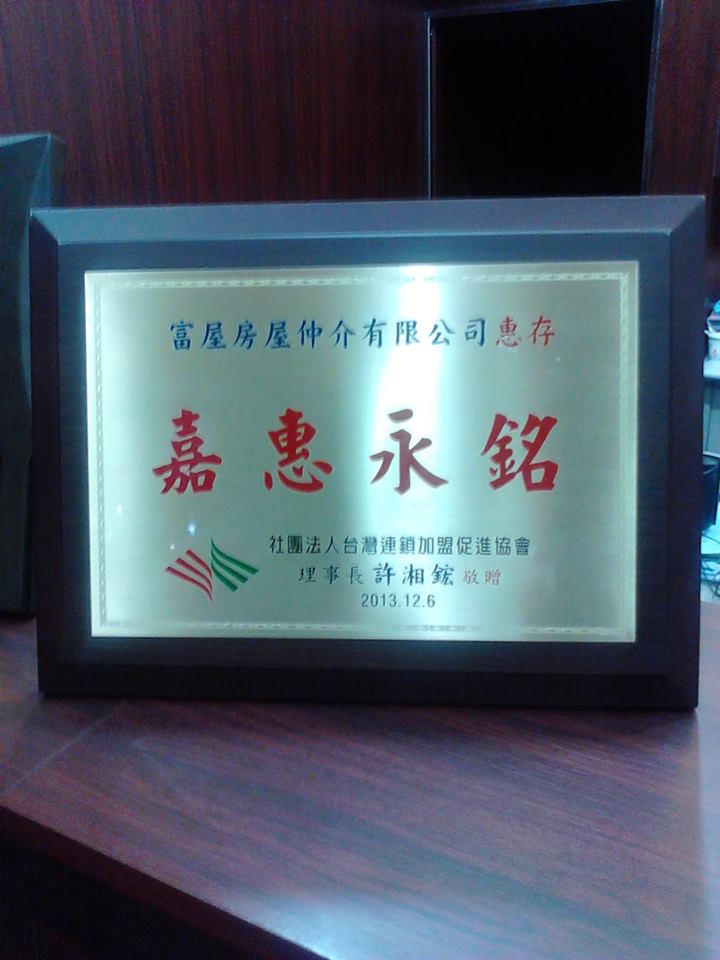 富屋房屋仲介有限公司惠存
嘉惠永銘
社團法人台灣連鎖加盟促進協會
理事長 許湘鋐 敬贈
2013.12.6